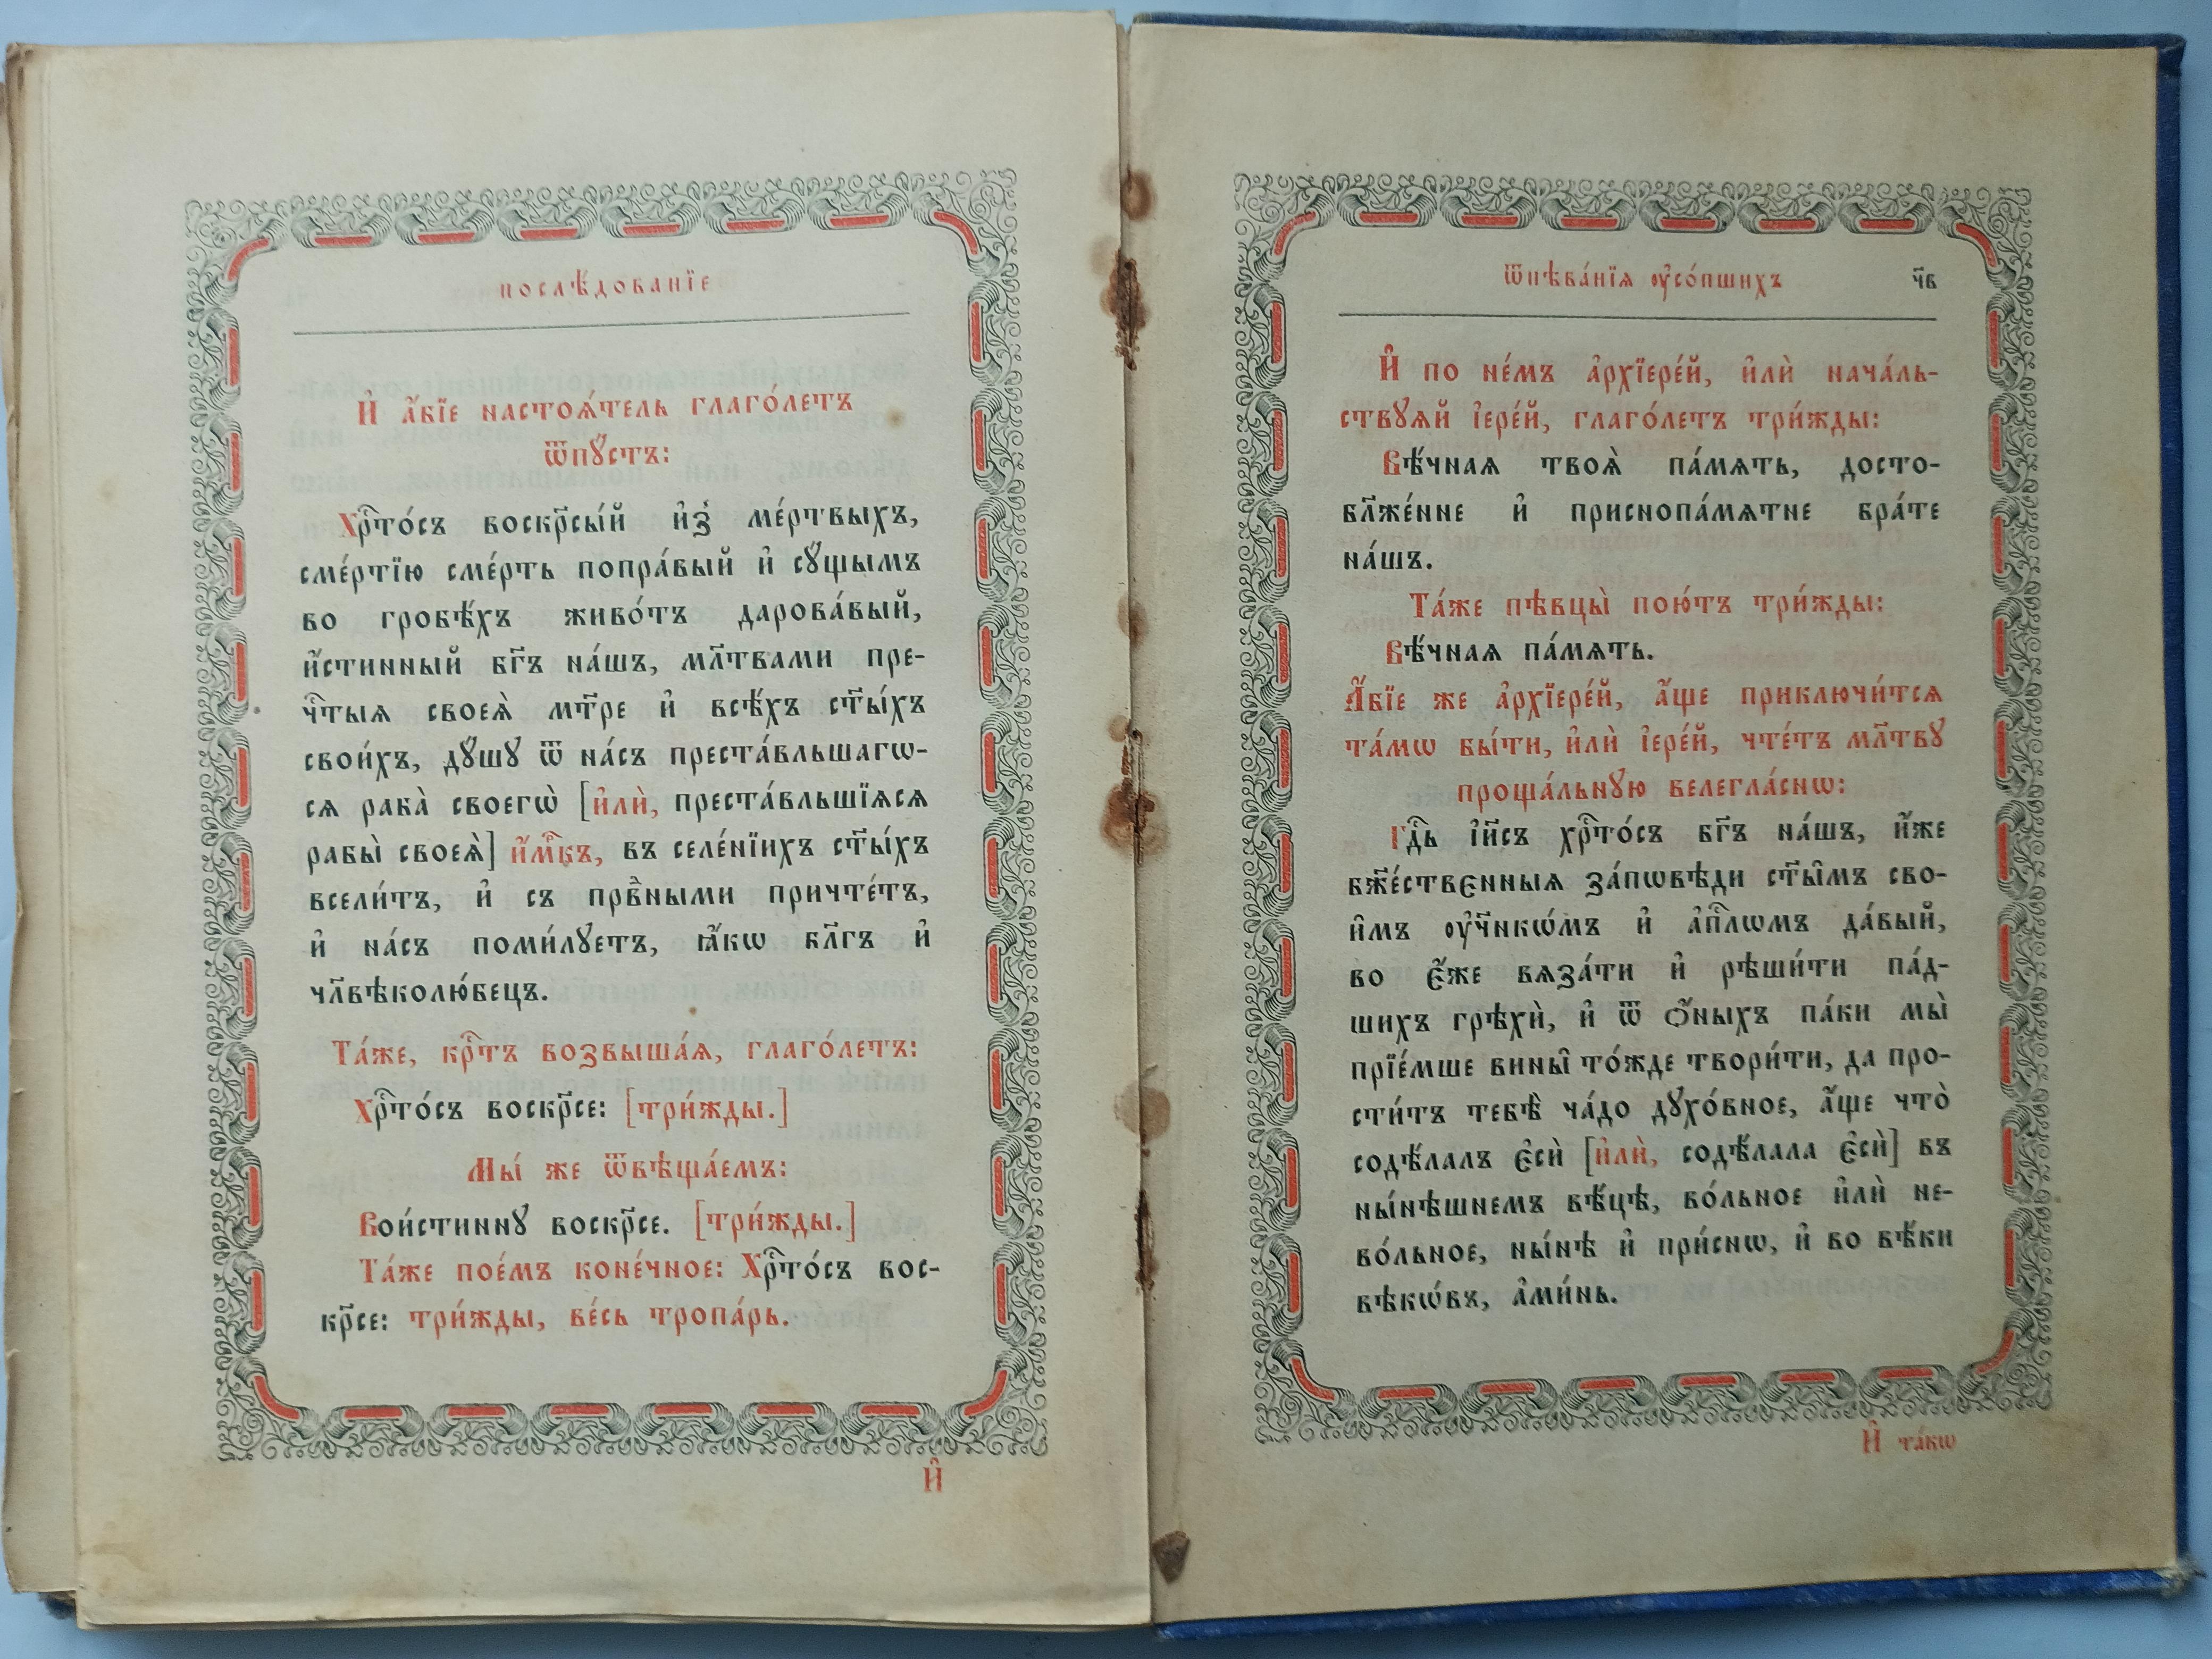 послѣ́дованїе
И҆ а҆́бїе настоѧ́тель глаго́летъ
ѿпꙋ́стъ:
Хрⷭ҇то́съ воскр҃сы́й и҆з̾ ме́ртвыхъ,
сме́ртїю сме́рть попра́вый и҆ сꙋ́щымъ
во гробѣ́хъ живо́тъ дарова́вый,
и҆́стинный бг҃ъ на́шъ, мл҃твами пре-
чⷭ҇тыѧ своеѧ̀ мт҃ре и҆ всѣ́хъ ст҃ы́хъ
свои́хъ, дꙋ́шꙋ ѿ на́съ преста́вльшагѡ-
сѧ раба̀ своегѡ̀ [и҆лѝ, преста́вльшїѧсѧ
рабы̀ своеѧ̀] и҆́мⷬ҇къ, въ селе́нїихъ ст҃ы́хъ
всели́тъ, и҆ съ првⷣными причте́тъ,
и҆ на́съ поми́лꙋетъ, ꙗ҆́кѡ бл҃гъ и҆
чл҃вѣколю́бецъ.
Та́же, крⷭ҇тъ возвыша́ѧ, глаго́летъ:
Хрⷭ҇то́съ воскр҃се: [три́жды.]
Мы́ же ѿвѣща́емъ:
Вои́стиннꙋ воскр҃се. [три́жды.]
Та́же пое́мъ коне́чное: Хрⷭ҇то́съ вос-
кр҃се: три́жды, ве́сь тропа́рь.
И҆̑
ѿпѣва́нїѧ ᲂу҆со́пшихъ ч҃в
И҆̑ по не́мъ а҆рхїере́й, и҆лѝ нача́ль-
ствꙋѧй і҆ере́й, глаго́летъ три́жды:
Вѣ́чнаѧ твоѧ̀ па́мѧть, досто-
бл҃же́нне и҆ приснопа́мѧтне бра́те
на́шъ.
Та́же пѣвцы̀ пою́тъ три́жды:
Вѣ́чнаѧ па́мѧть.
А҆́бїе же а҆рхїере́й, а҆́ще приключи́тсѧ
та́мѡ бы́ти, и҆лѝ і҆ере́й, чте́тъ мл҃твꙋ
проща́льнꙋю велегла́снѡ:
Гдⷭ҇ь і҆и҃съ хрⷭ҇то́съ бг҃ъ на́шъ, и҆́же
бж҃е́ствєнныѧ за́пѡвѣди ст҃ы̑мъ сво-
и̑мъ ᲂу҆ч҃нкѡ́мъ и҆ а҆пⷭ҇лѡмъ да́вый,
во є҆́же вѧза́ти и҆ рѣши́ти па́д-
шихъ грѣхѝ, и҆ ѿ ѻ҆́ныхъ па́ки мы̀
прїе́мше вины̑ то́жде твори́ти, да про-
сти́тъ тебѣ̀ ча́до дꙋхо́вное, а҆́ще что̀
содѣ́лалъ є҆сѝ [и҆лѝ, содѣ́лала є҆сѝ] въ
ны́нѣшнемъ вѣ́цѣ, во́льное и҆лѝ не-
во́льное, ны́нѣ и҆ при́снѡ, и҆ во вѣ́ки
вѣкѡ́въ, а҆ми́нь.
И҆̑ та́кѡ